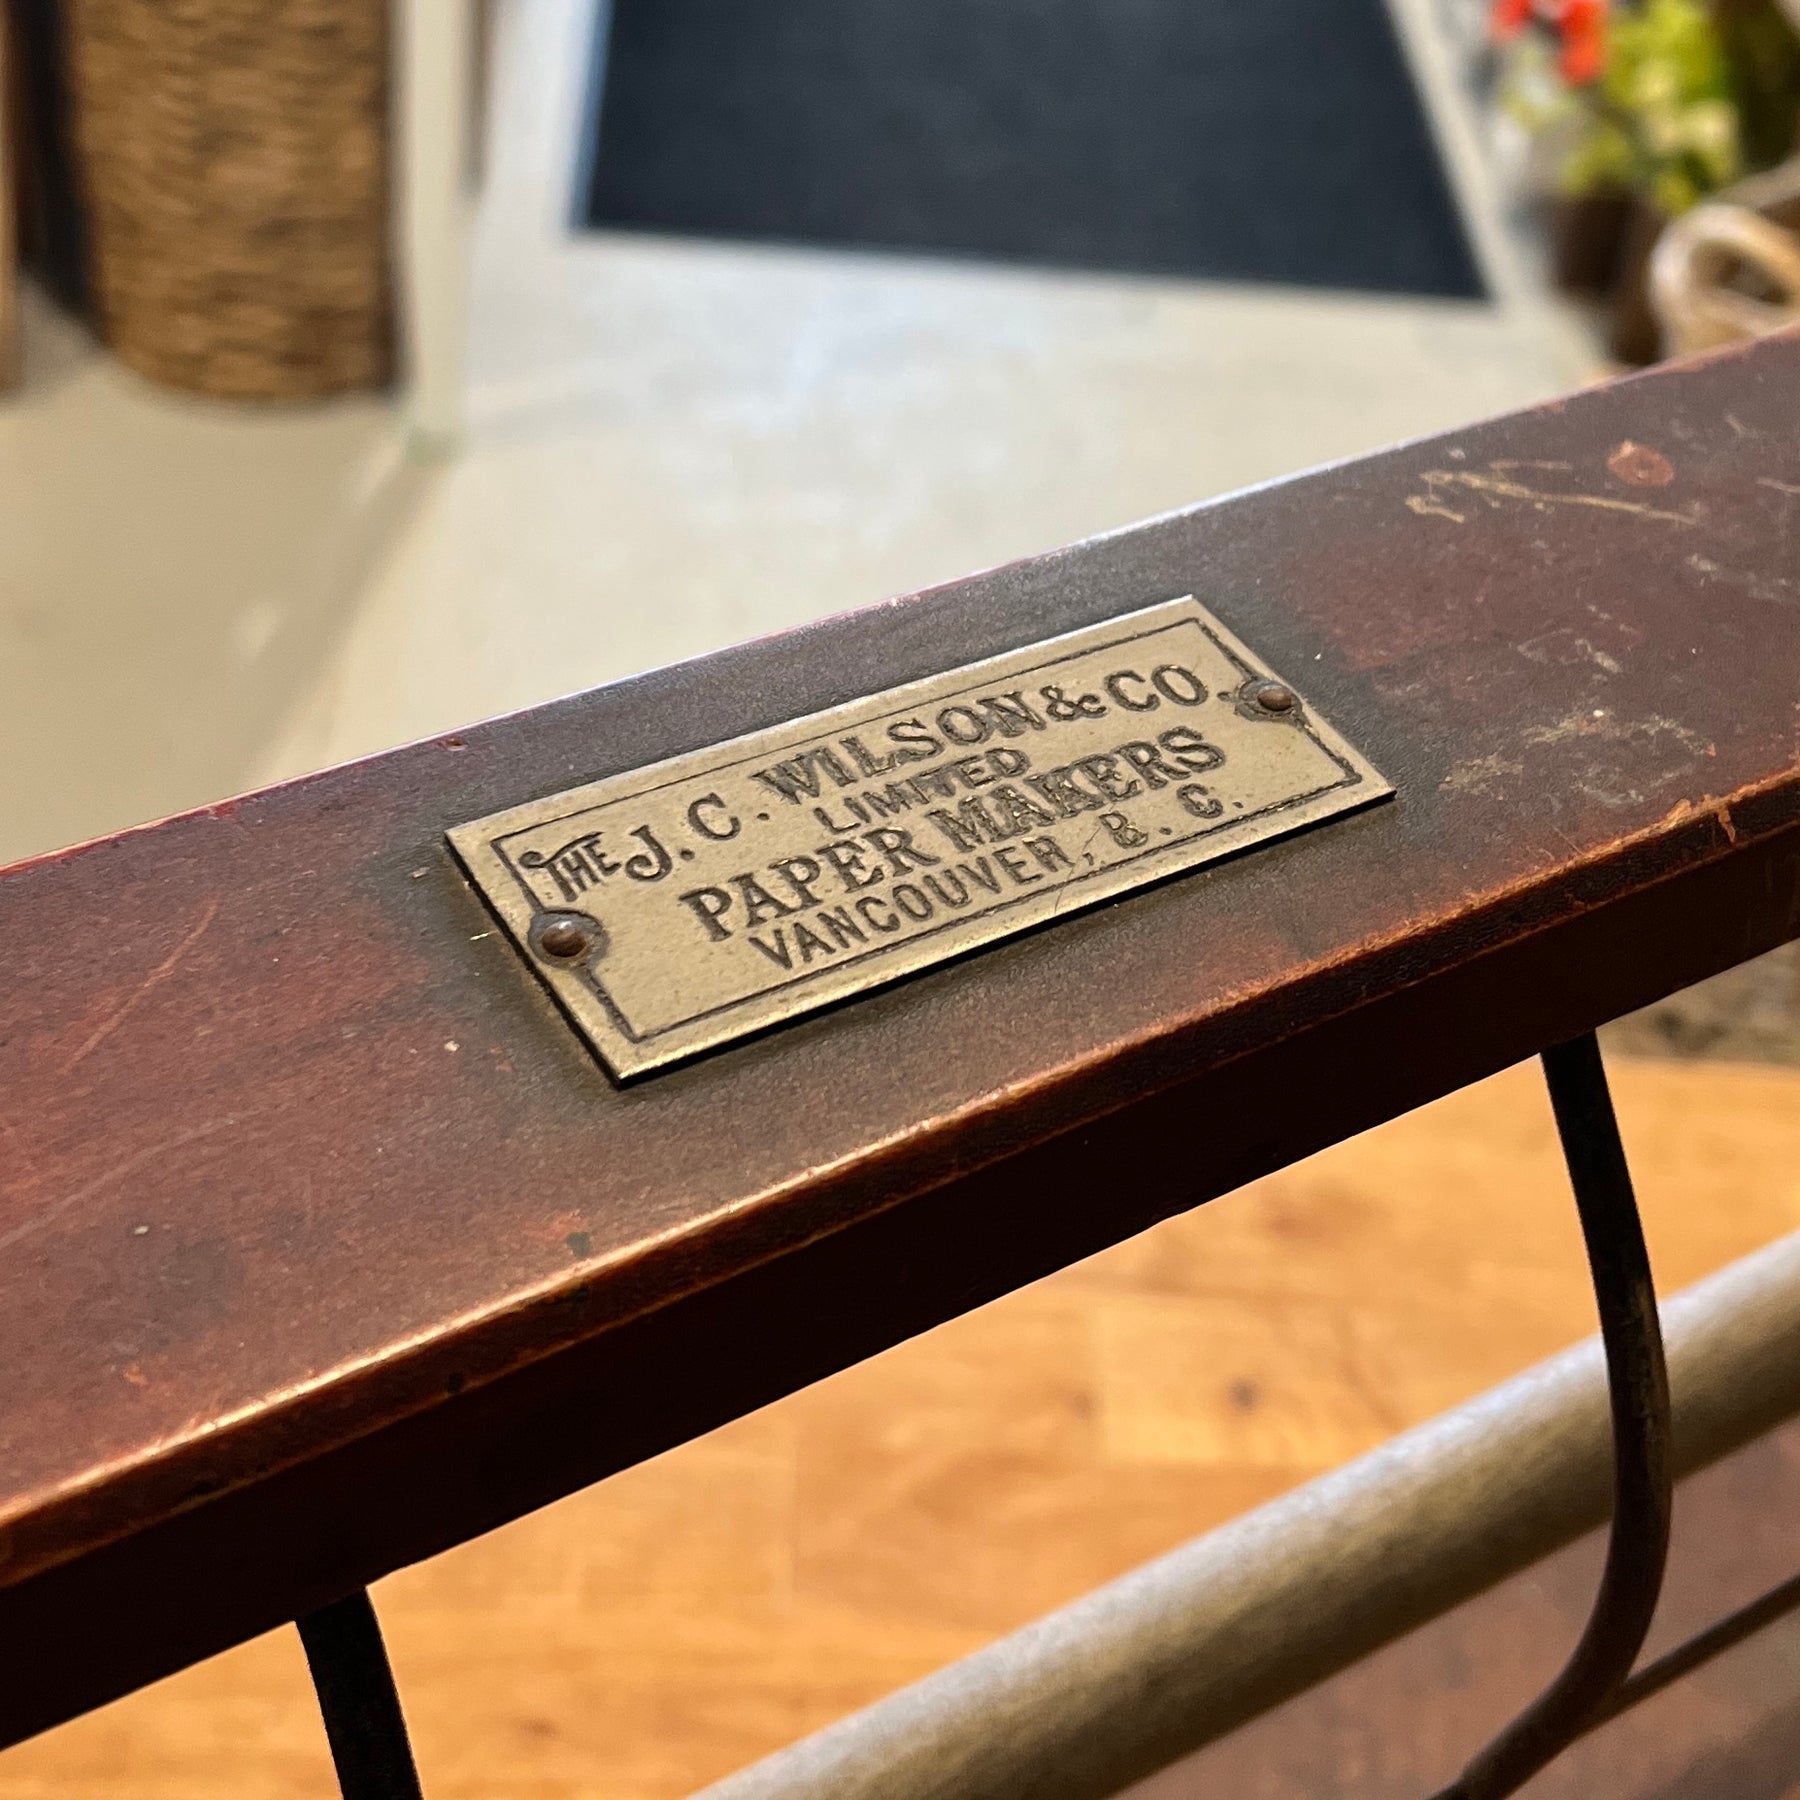 THE J. C. WILSON & CO.
LIMITED
PAPER MAKERS
VANCOUVER, B. C.